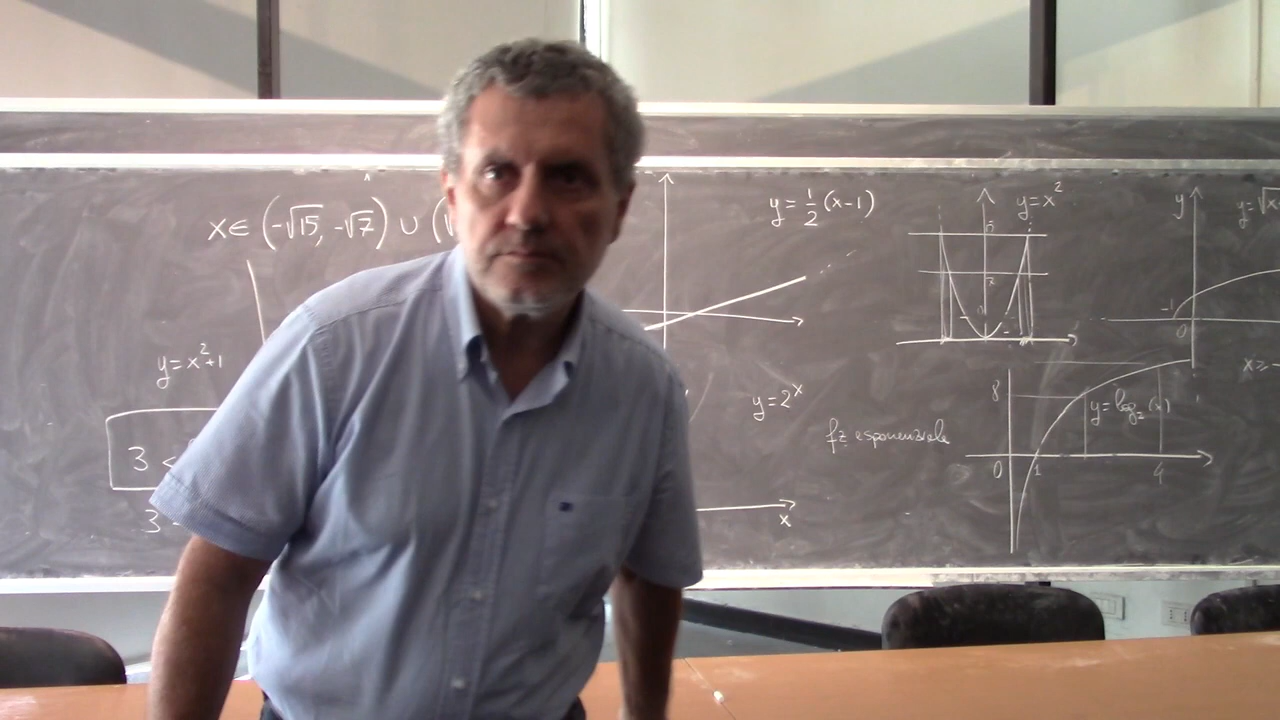 x ∈ (-√15, -√7) ∪ (√
y = x²+1
3 <
3
y = ½ (x-1)
y = 2ˣ
x
fz esponenziale
y = x²
8
y = log₂(x)
0 1 4
y
y = √x
-1
0
x ≥ -